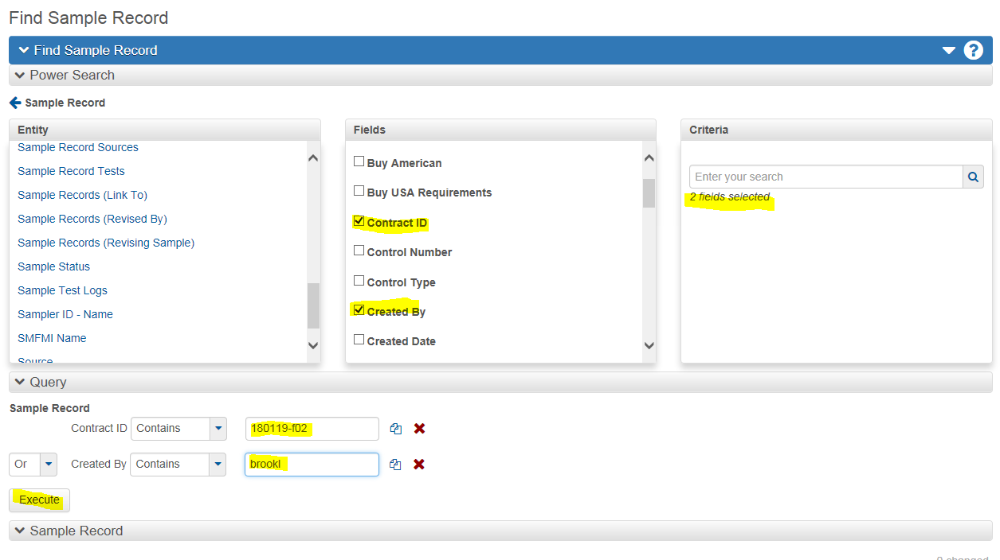 Find Sample Record
Find Sample Record
?
Power Search
Sample Record
Entity
Sample Record Sources
Sample Record Tests
Sample Records (Link To)
Sample Records (Revised By)
Sample Records (Revising Sample)
Sample Status
Sample Test Logs
Sampler ID - Name
SMFMI Name
Source
Fields
Buy American
Buy USA Requirements
Contract ID
Control Number
Control Type
Created By
Created Date
Criteria
Enter your search
2 fields selected
Query
Sample Record
Contract ID Contains 180119-f02
Or Created By Contains brookl
Execute
Sample Record
0 changed